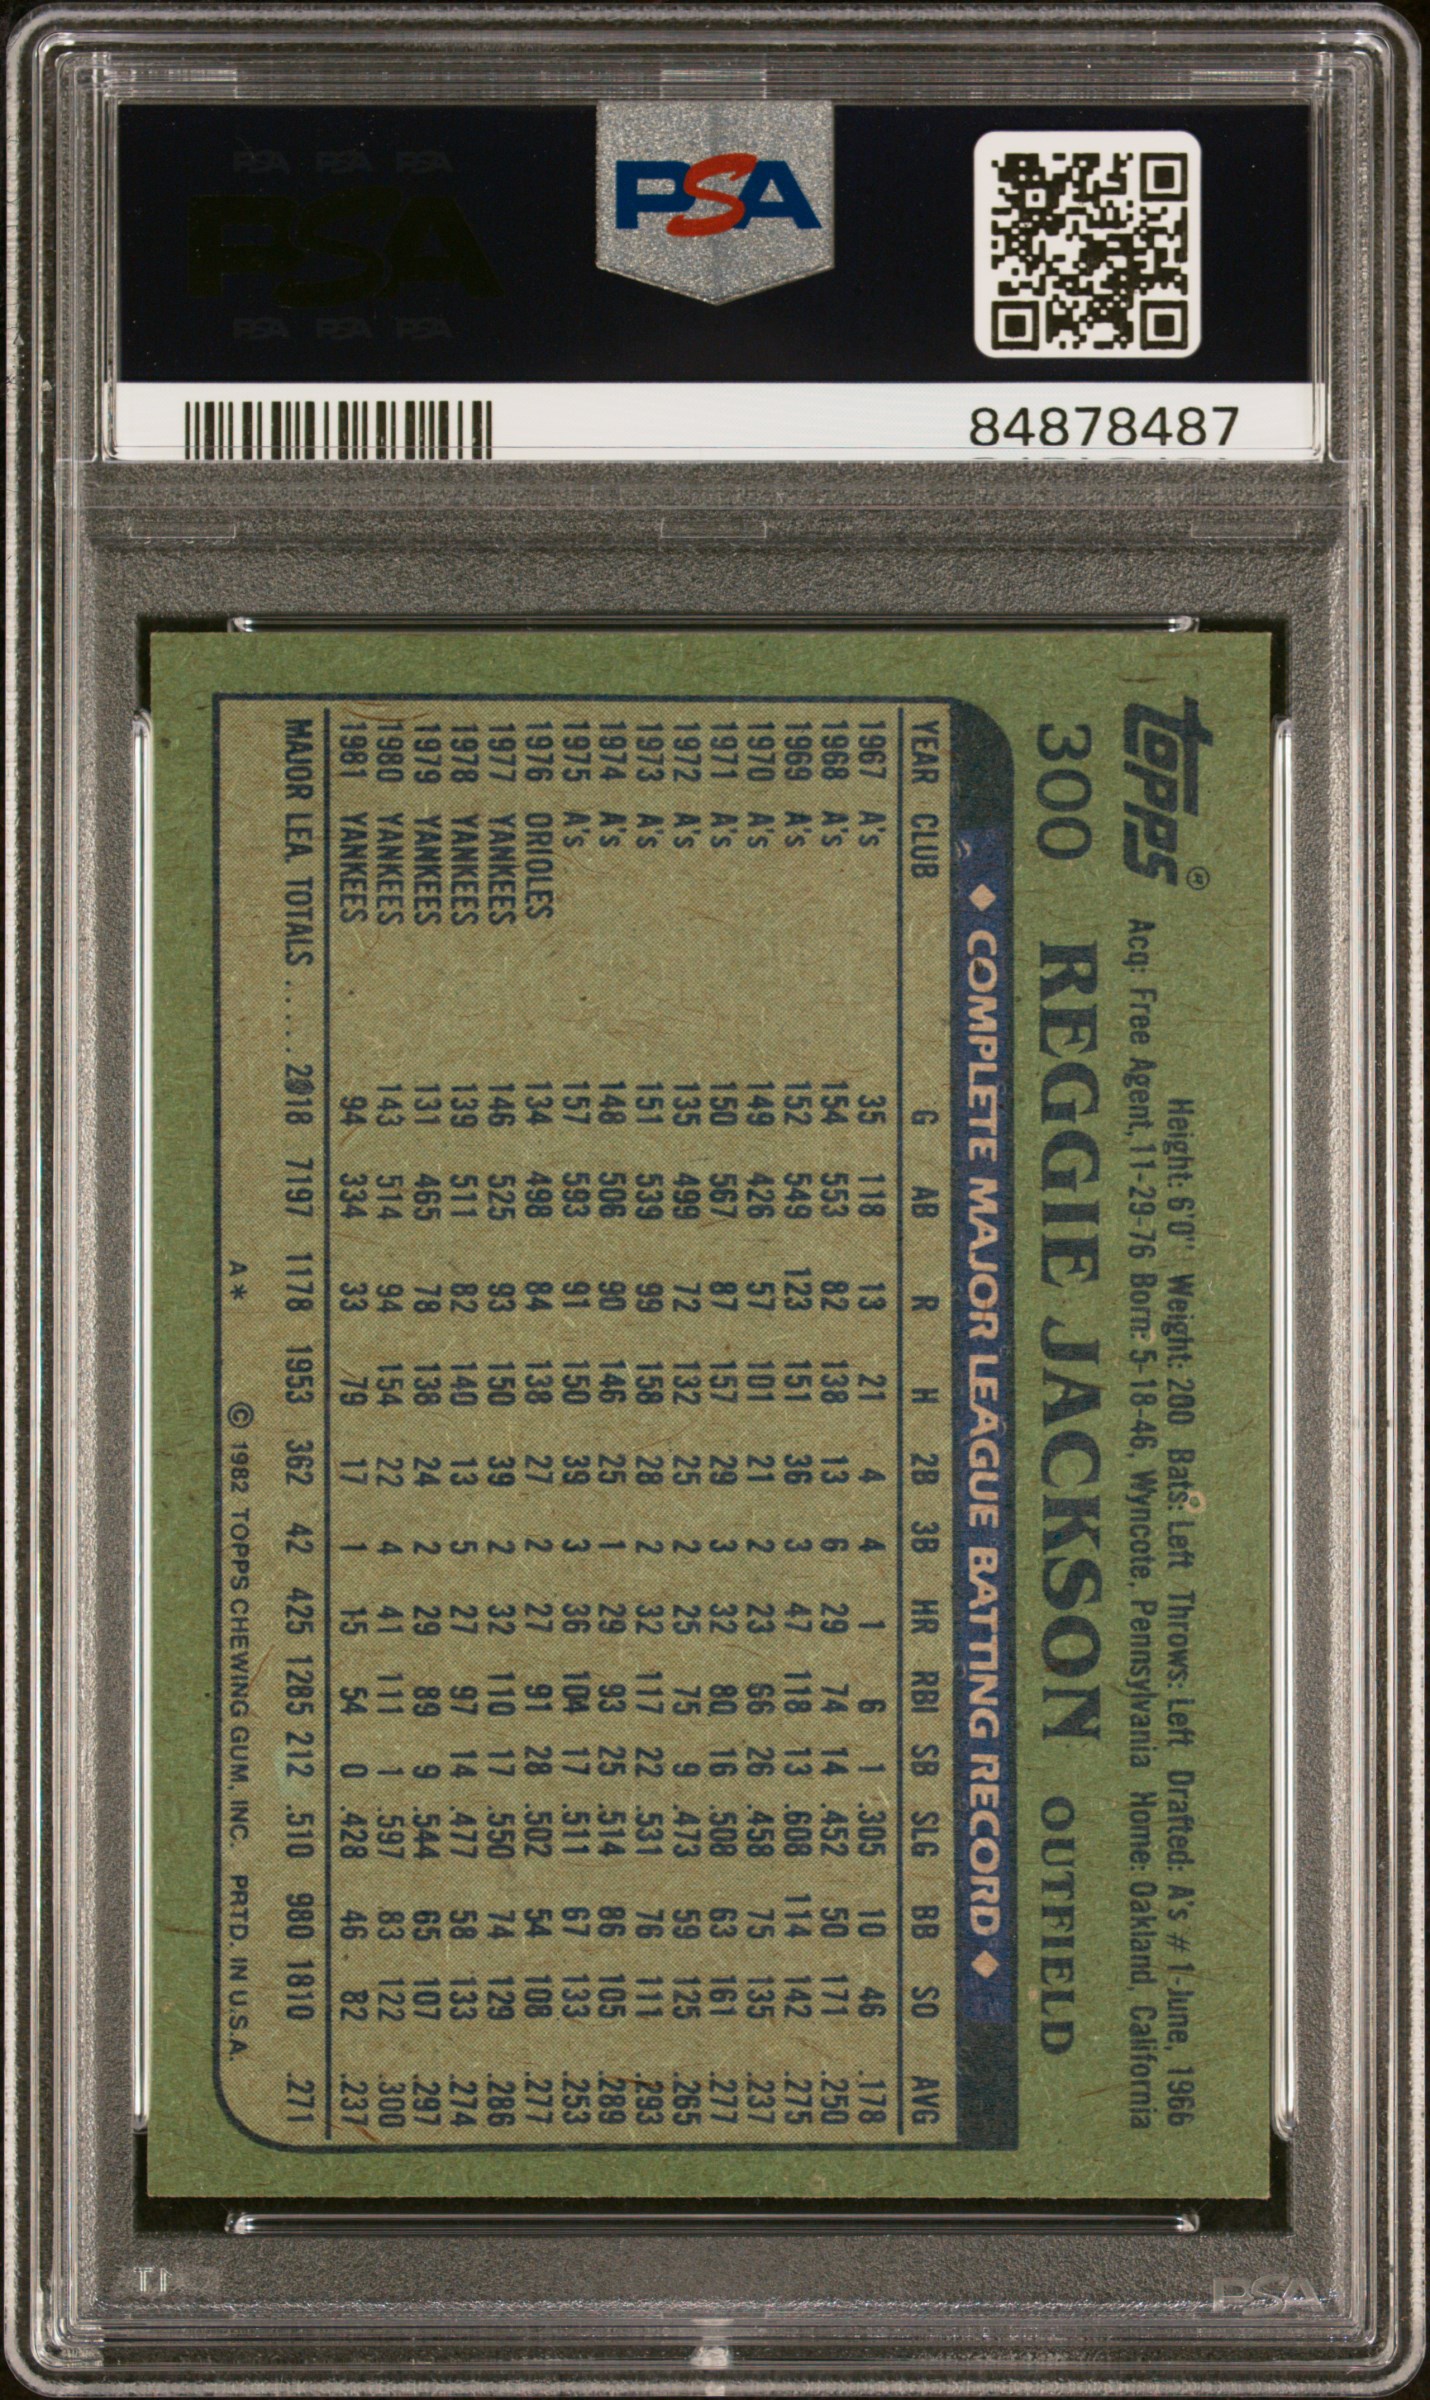 PSA PSA PSA
PSA
PSA PSA PSA
PSA
84878487
topps®
Height: 6'0" Weight: 200 Bats: Left Throws: Left Drafted: A's #1-June, 1966
Acq: Free Agent, 11-29-76 Born: 5-18-46, Wyncote, Pennsylvania Home: Oakland, California
300 REGGIE JACKSON OUTFIELD
◆ COMPLETE MAJOR LEAGUE BATTING RECORD ◆
YEAR CLUB G AB R H 2B 3B HR RBI SB SLG BB SO AVG
1967 A's 35 118 13 21 4 4 1 6 1 .305 10 46 .178
1968 A's 154 553 82 138 13 6 29 74 14 .452 50 171 .250
1969 A's 152 549 123 151 36 3 47 118 13 .608 114 142 .275
1970 A's 149 426 57 101 21 2 23 66 26 .458 75 135 .237
1971 A's 150 567 87 157 29 3 32 80 16 .508 63 161 .277
1972 A's 135 499 72 132 25 2 25 75 9 .473 59 125 .265
1973 A's 151 539 99 158 28 2 32 117 22 .531 76 111 .293
1974 A's 148 506 90 146 25 1 29 93 25 .514 86 105 .289
1975 A's 157 593 91 150 39 3 36 104 17 .511 67 133 .253
1976 ORIOLES 134 498 84 138 27 2 27 91 28 .502 54 108 .277
1977 YANKEES 146 525 93 150 39 2 32 110 17 .550 74 129 .286
1978 YANKEES 139 511 82 140 13 5 27 97 14 .477 58 133 .274
1979 YANKEES 131 465 78 138 24 2 29 89 9 .544 65 107 .297
1980 YANKEES 143 514 94 154 22 4 41 111 1 .597 83 122 .300
1981 YANKEES 94 334 33 79 17 1 15 54 0 .428 46 82 .237
MAJOR LEA. TOTALS ...... 2018 7197 1178 1953 362 42 425 1285 212 .510 980 1810 .271
A* © 1982 TOPPS CHEWING GUM, INC. PRTD. IN U.S.A.
PSA